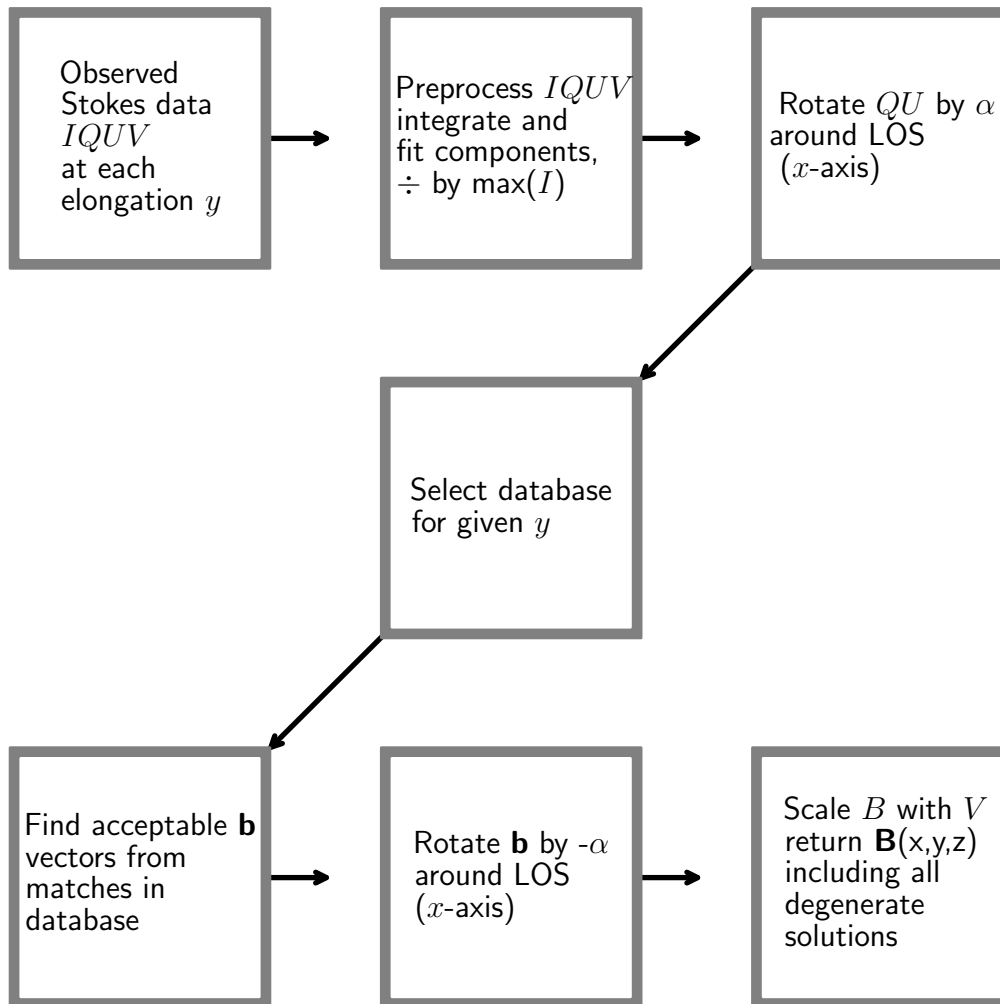 Observed
Stokes data
IQUV
at each
elongation y
Preprocess IQUV
integrate and
fit components,
÷ by max(I)
Rotate QU by α
around LOS
(x-axis)
Select database
for given y
Find acceptable b
vectors from
matches in
database
Rotate b by -α
around LOS
(x-axis)
Scale B with V
return B(x,y,z)
including all
degenerate
solutions